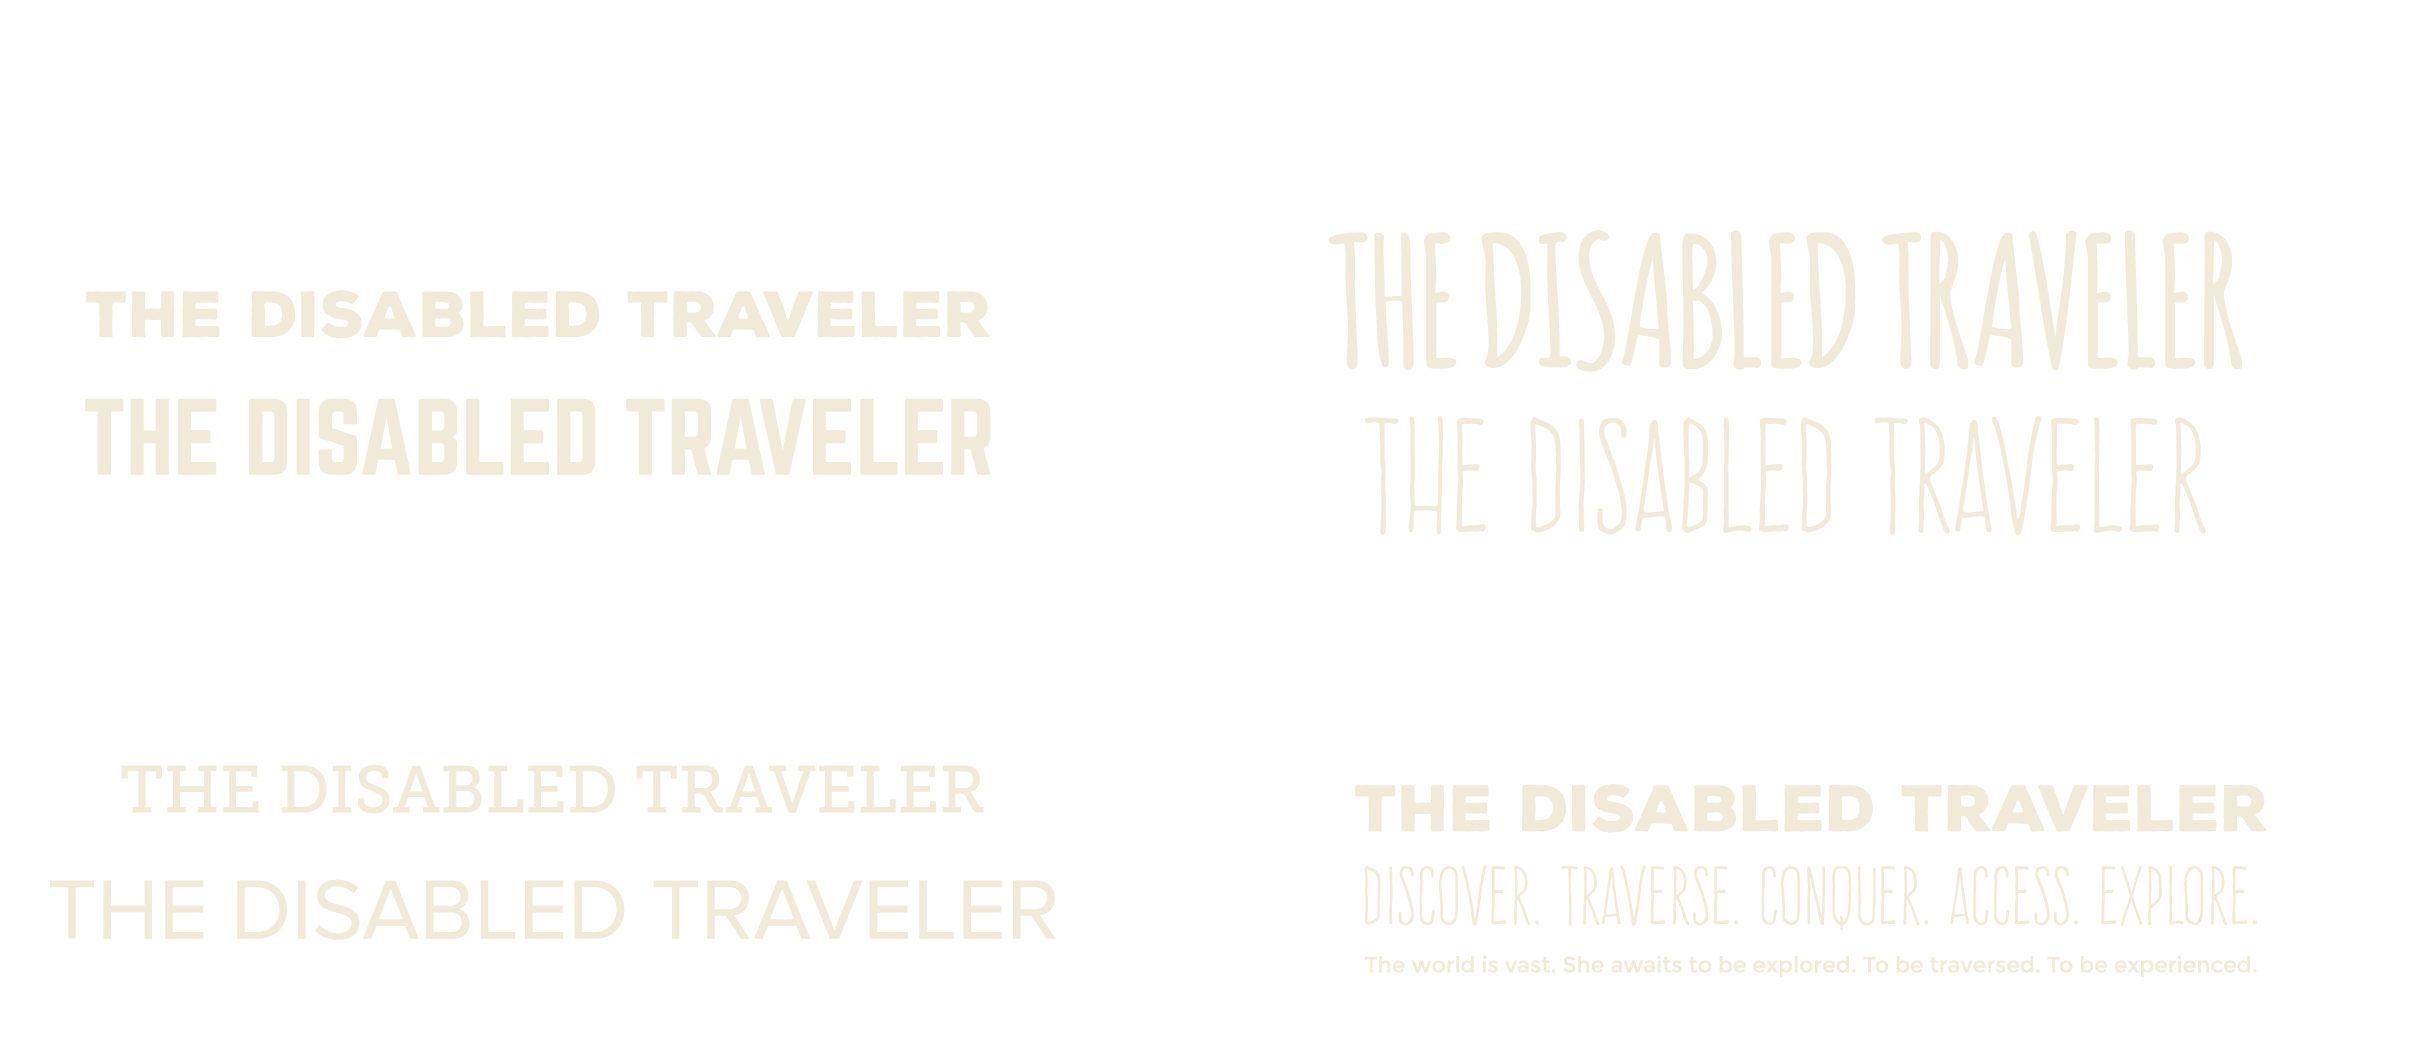 THE DISABLED TRAVELER
THE DISABLED TRAVELER
THE DISABLED TRAVELER
THE DISABLED TRAVELER
THE DISABLED TRAVELER
THE DISABLED TRAVELER
THE DISABLED TRAVELER
DISCOVER. TRAVERSE. CONQUER. ACCESS. EXPLORE.
The world is vast. She awaits to be explored. To be traversed. To be experienced.